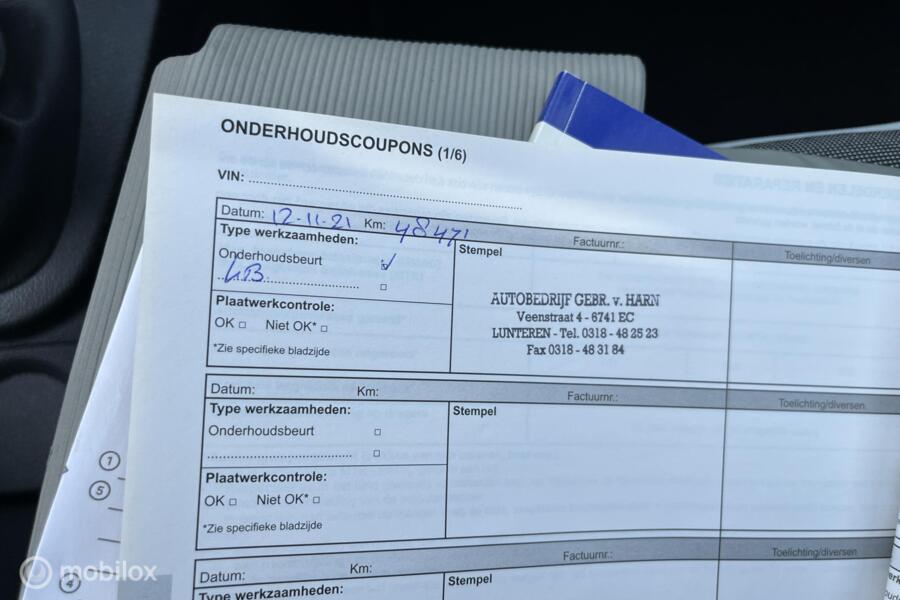 ONDERHOUDSCOUPONS (1/6)
VIN:
Datum: 12-11-21 Km: 48471 Factuurnr.: Toelichting/diversen
Type werkzaamheden: Stempel
Onderhoudsbeurt
Plaatwerkcontrole:
OK Niet OK*
*Zie specifieke bladzijde
AUTOBEDRIJF GEBR. v. HARN
Veenstraat 4 - 6741 EC
LUNTEREN - Tel. 0318 - 48 25 23
Fax 0318 - 48 31 84
Datum: Km: Factuurnr.: Toelichting/diversen
Type werkzaamheden: Stempel
Onderhoudsbeurt
Plaatwerkcontrole:
OK Niet OK*
*Zie specifieke bladzijde
Datum: Km: Factuurnr.: Toelichting/diversen
Type werkzaamheden: Stempel
7
5
4
mobilox